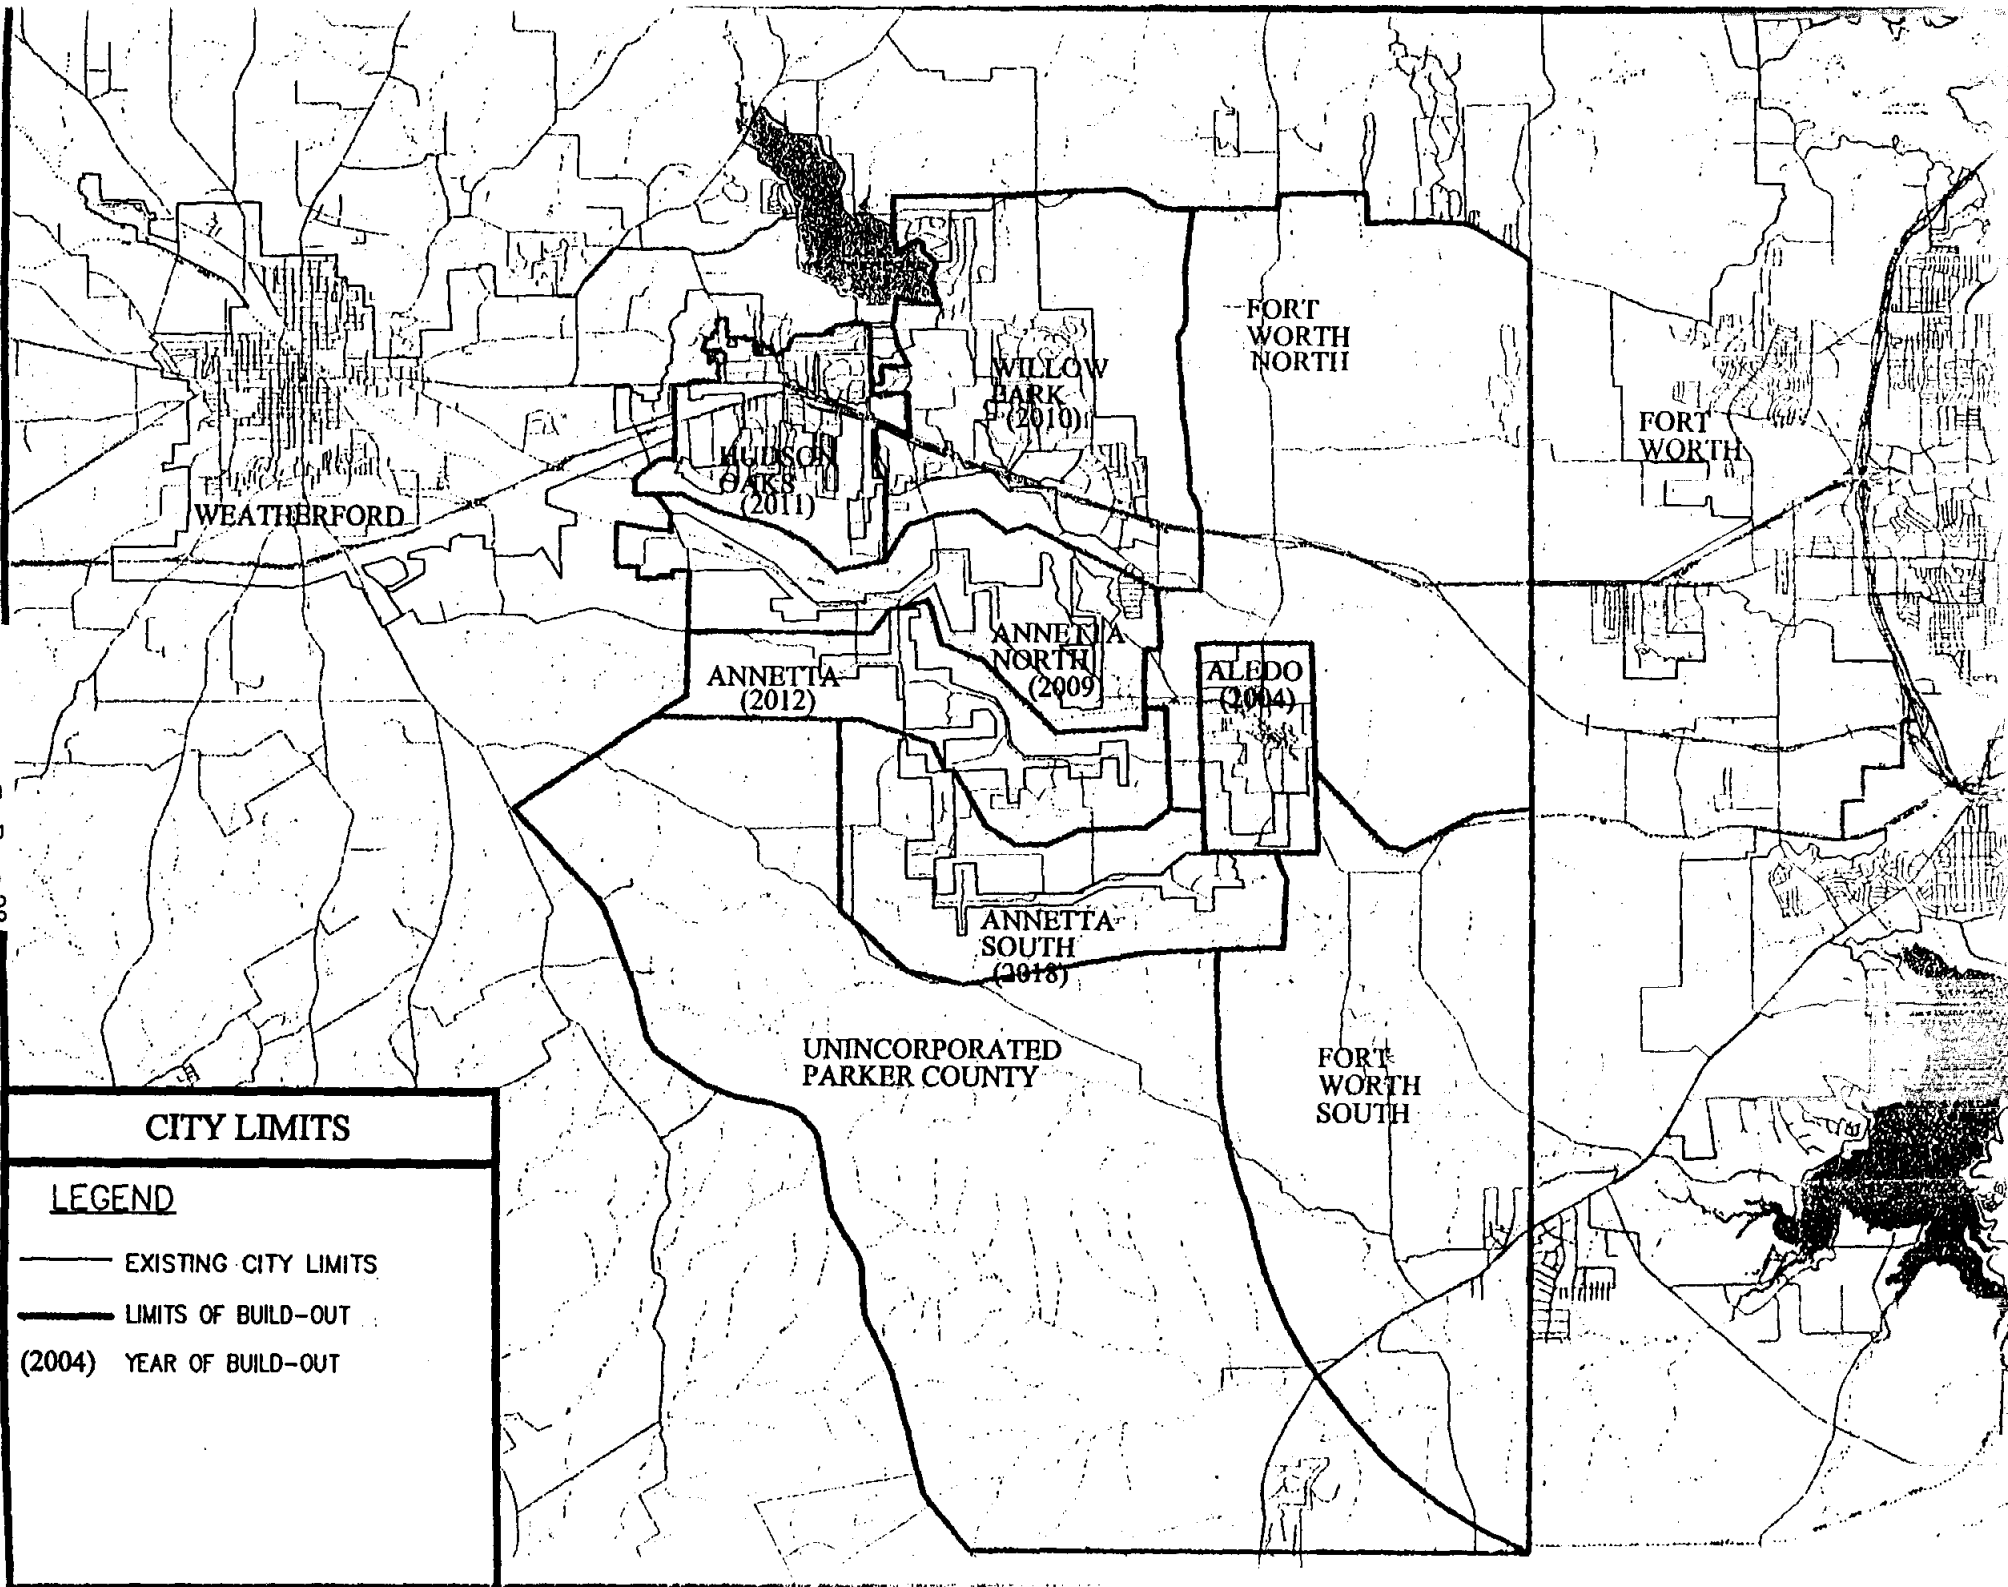 FORT
WORTH
NORTH
WILLOW
PARK
(2010)
FORT
WORTH
HUDSON
OAKS
(2011)
WEATHERFORD
ANNETTA
NORTH
(2009)
ANNETTA
(2012)
ALEDO
(2004)
ANNETTA
SOUTH
(2018)
UNINCORPORATED
PARKER COUNTY
FORT
WORTH
SOUTH
CITY LIMITS
LEGEND
EXISTING CITY LIMITS
LIMITS OF BUILD-OUT
(2004) YEAR OF BUILD-OUT